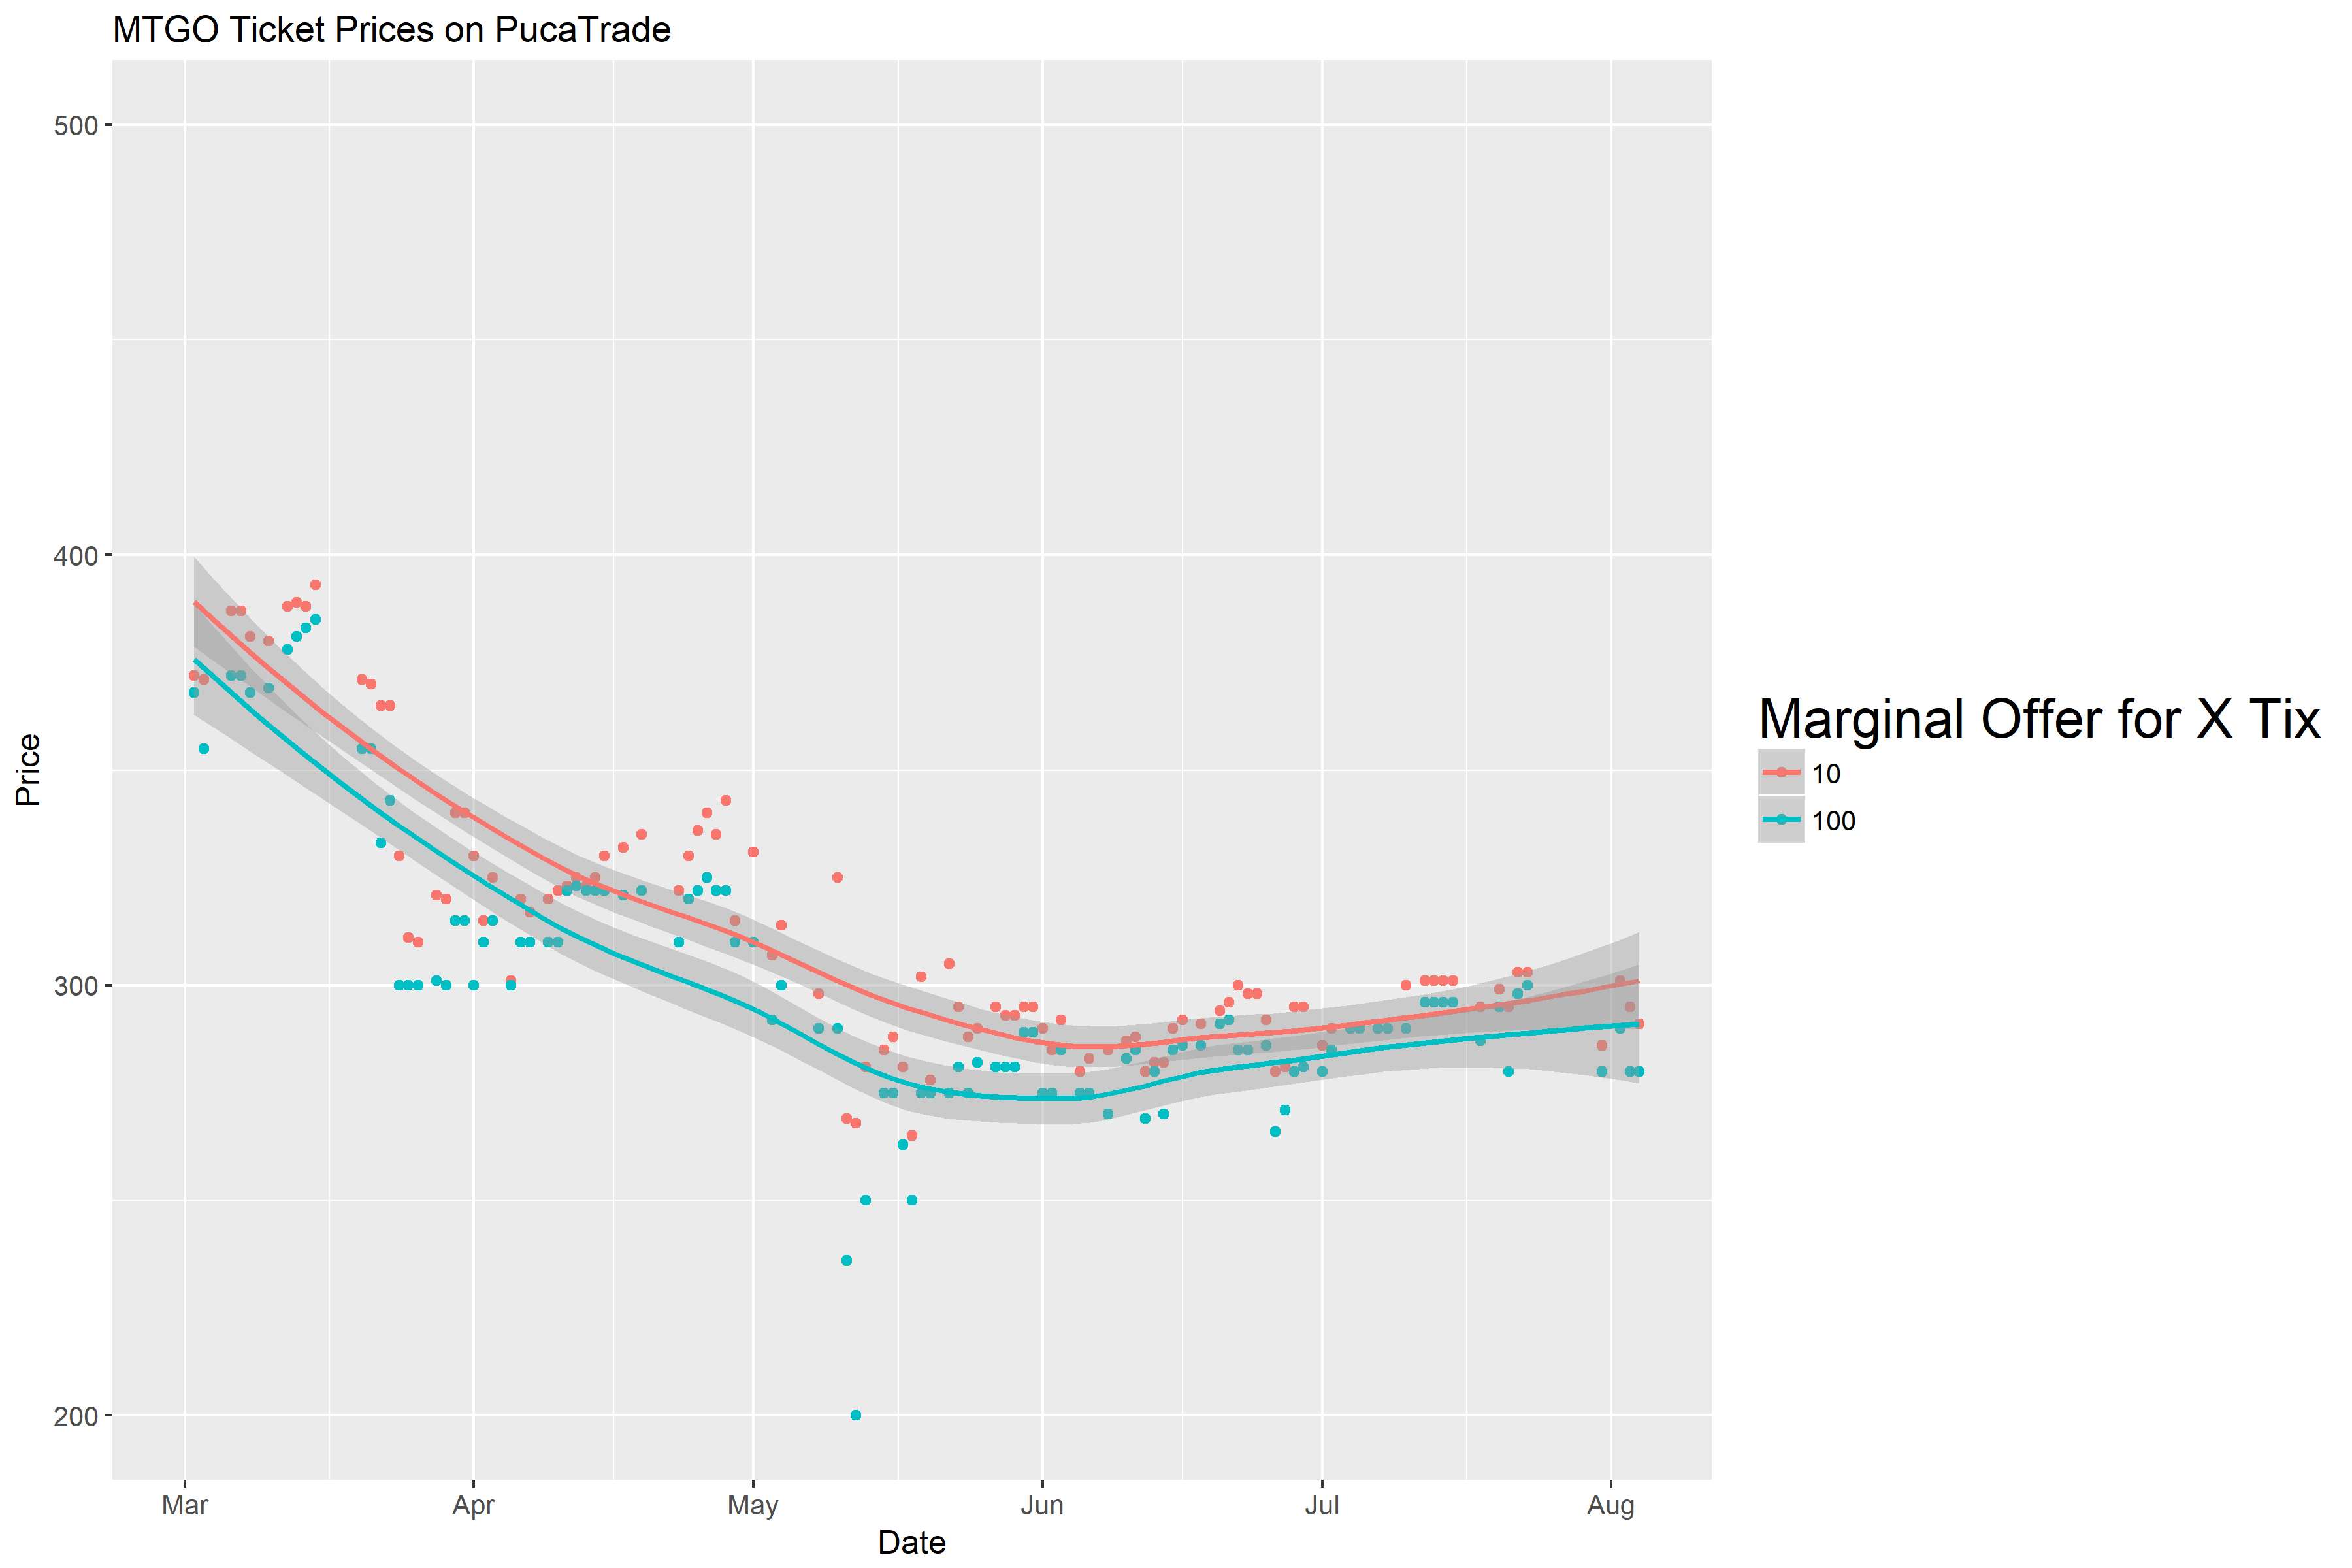 MTGO Ticket Prices on PucaTrade
500
400
300
200
Price
Mar Apr May Jun Jul Aug
Date
Marginal Offer for X Tix
10
100